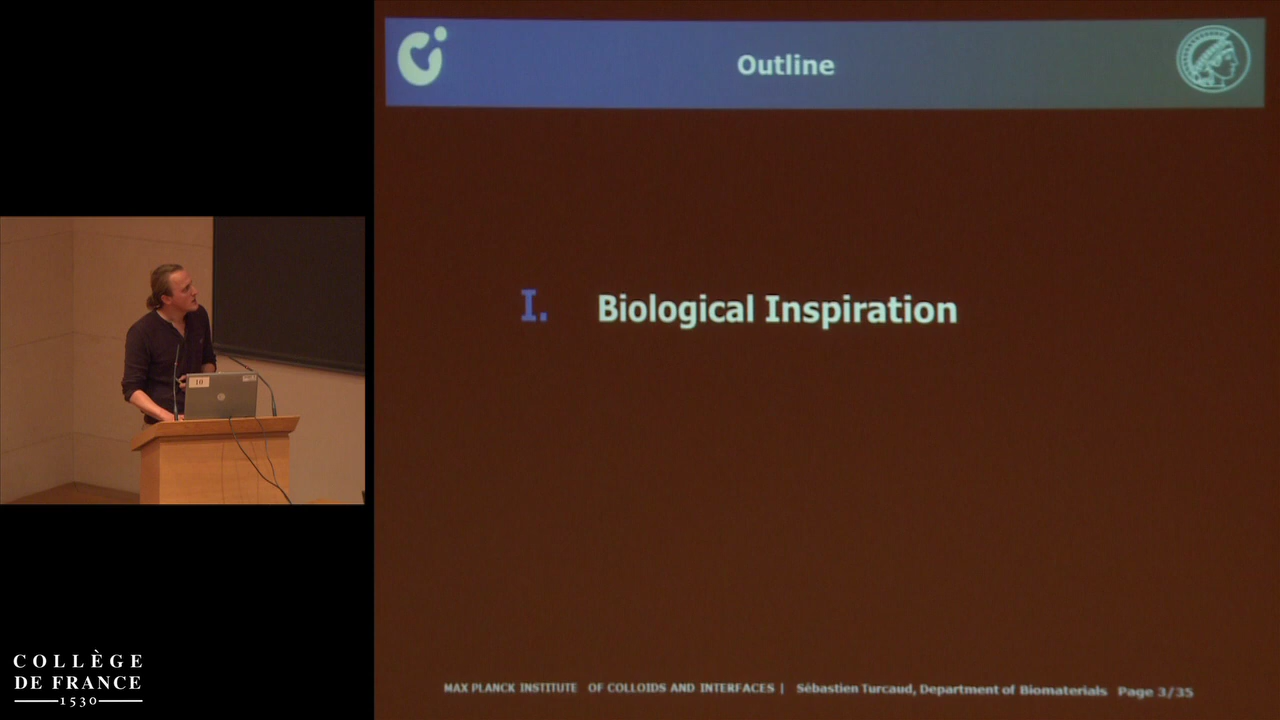 Outline
I. Biological Inspiration
10
MAX PLANCK INSTITUTE OF COLLOIDS AND INTERFACES | Sébastien Turcaud, Department of Biomaterials Page 3/35
COLLÈGE
DE FRANCE
1530